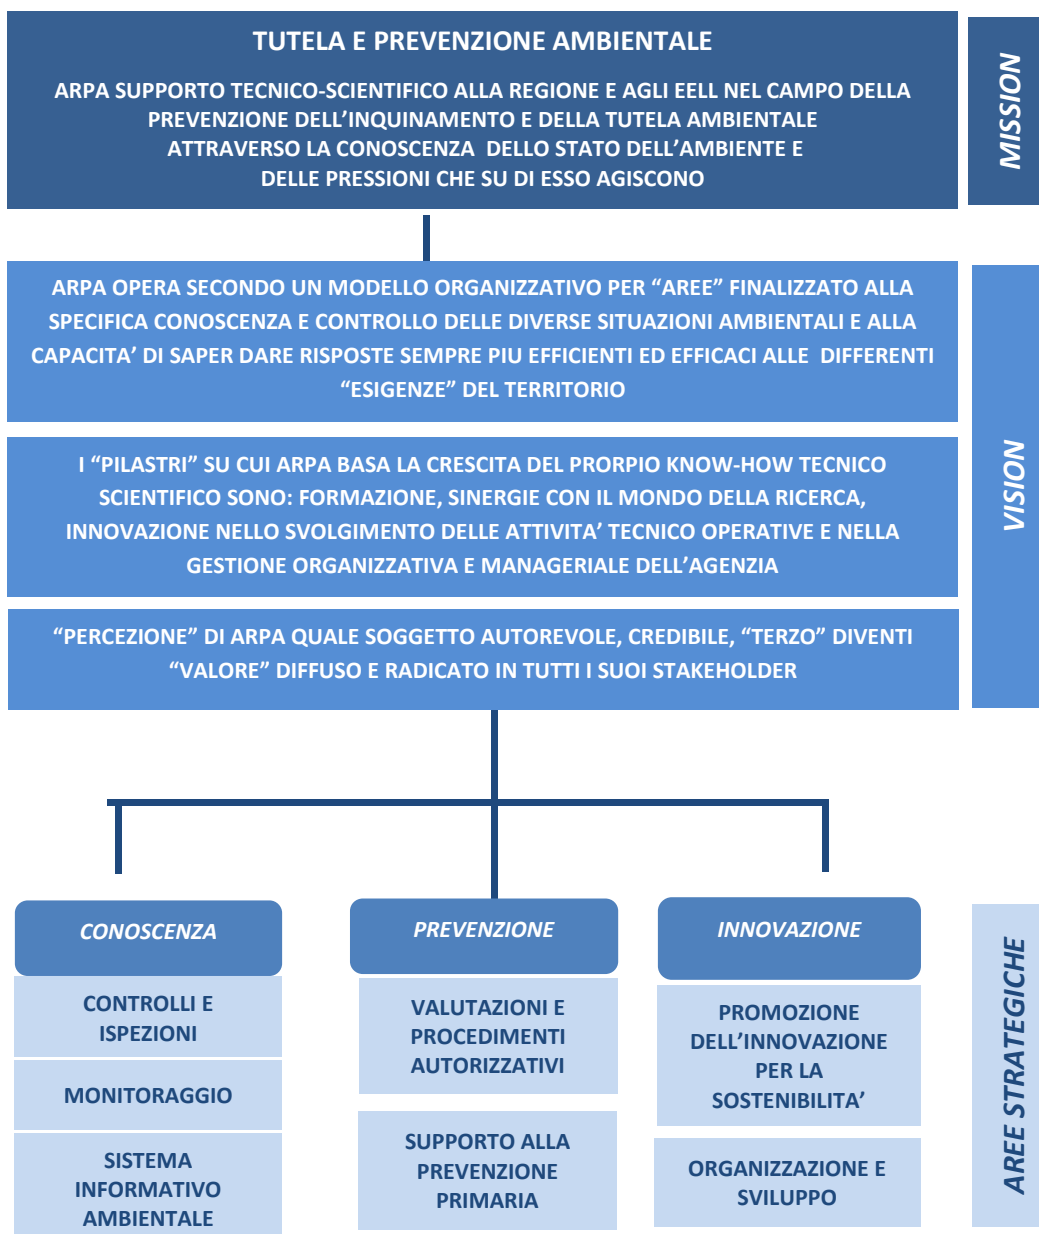 TUTELA E PREVENZIONE AMBIENTALE
ARPA SUPPORTO TECNICO-SCIENTIFICO ALLA REGIONE E AGLI EELL NEL CAMPO DELLA
PREVENZIONE DELL’INQUINAMENTO E DELLA TUTELA AMBIENTALE
ATTRAVERSO LA CONOSCENZA DELLO STATO DELL’AMBIENTE E
DELLE PRESSIONI CHE SU DI ESSO AGISCONO
MISSION
ARPA OPERA SECONDO UN MODELLO ORGANIZZATIVO PER “AREE” FINALIZZATO ALLA
SPECIFICA CONOSCENZA E CONTROLLO DELLE DIVERSE SITUAZIONI AMBIENTALI E ALLA
CAPACITA’ DI SAPER DARE RISPOSTE SEMPRE PIU EFFICIENTI ED EFFICACI ALLE DIFFERENTI
“ESIGENZE” DEL TERRITORIO
I “PILASTRI” SU CUI ARPA BASA LA CRESCITA DEL PRORPIO KNOW-HOW TECNICO
SCIENTIFICO SONO: FORMAZIONE, SINERGIE CON IL MONDO DELLA RICERCA,
INNOVAZIONE NELLO SVOLGIMENTO DELLE ATTIVITA’ TECNICO OPERATIVE E NELLA
GESTIONE ORGANIZZATIVA E MANAGERIALE DELL’AGENZIA
“PERCEZIONE” DI ARPA QUALE SOGGETTO AUTOREVOLE, CREDIBILE, “TERZO” DIVENTI
“VALORE” DIFFUSO E RADICATO IN TUTTI I SUOI STAKEHOLDER
VISION
CONOSCENZA
CONTROLLI E
ISPEZIONI
MONITORAGGIO
SISTEMA
INFORMATIVO
AMBIENTALE
PREVENZIONE
VALUTAZIONI E
PROCEDIMENTI
AUTORIZZATIVI
SUPPORTO ALLA
PREVENZIONE
PRIMARIA
INNOVAZIONE
PROMOZIONE
DELL’INNOVAZIONE
PER LA
SOSTENIBILITA’
ORGANIZZAZIONE E
SVILUPPO
AREE STRATEGICHE